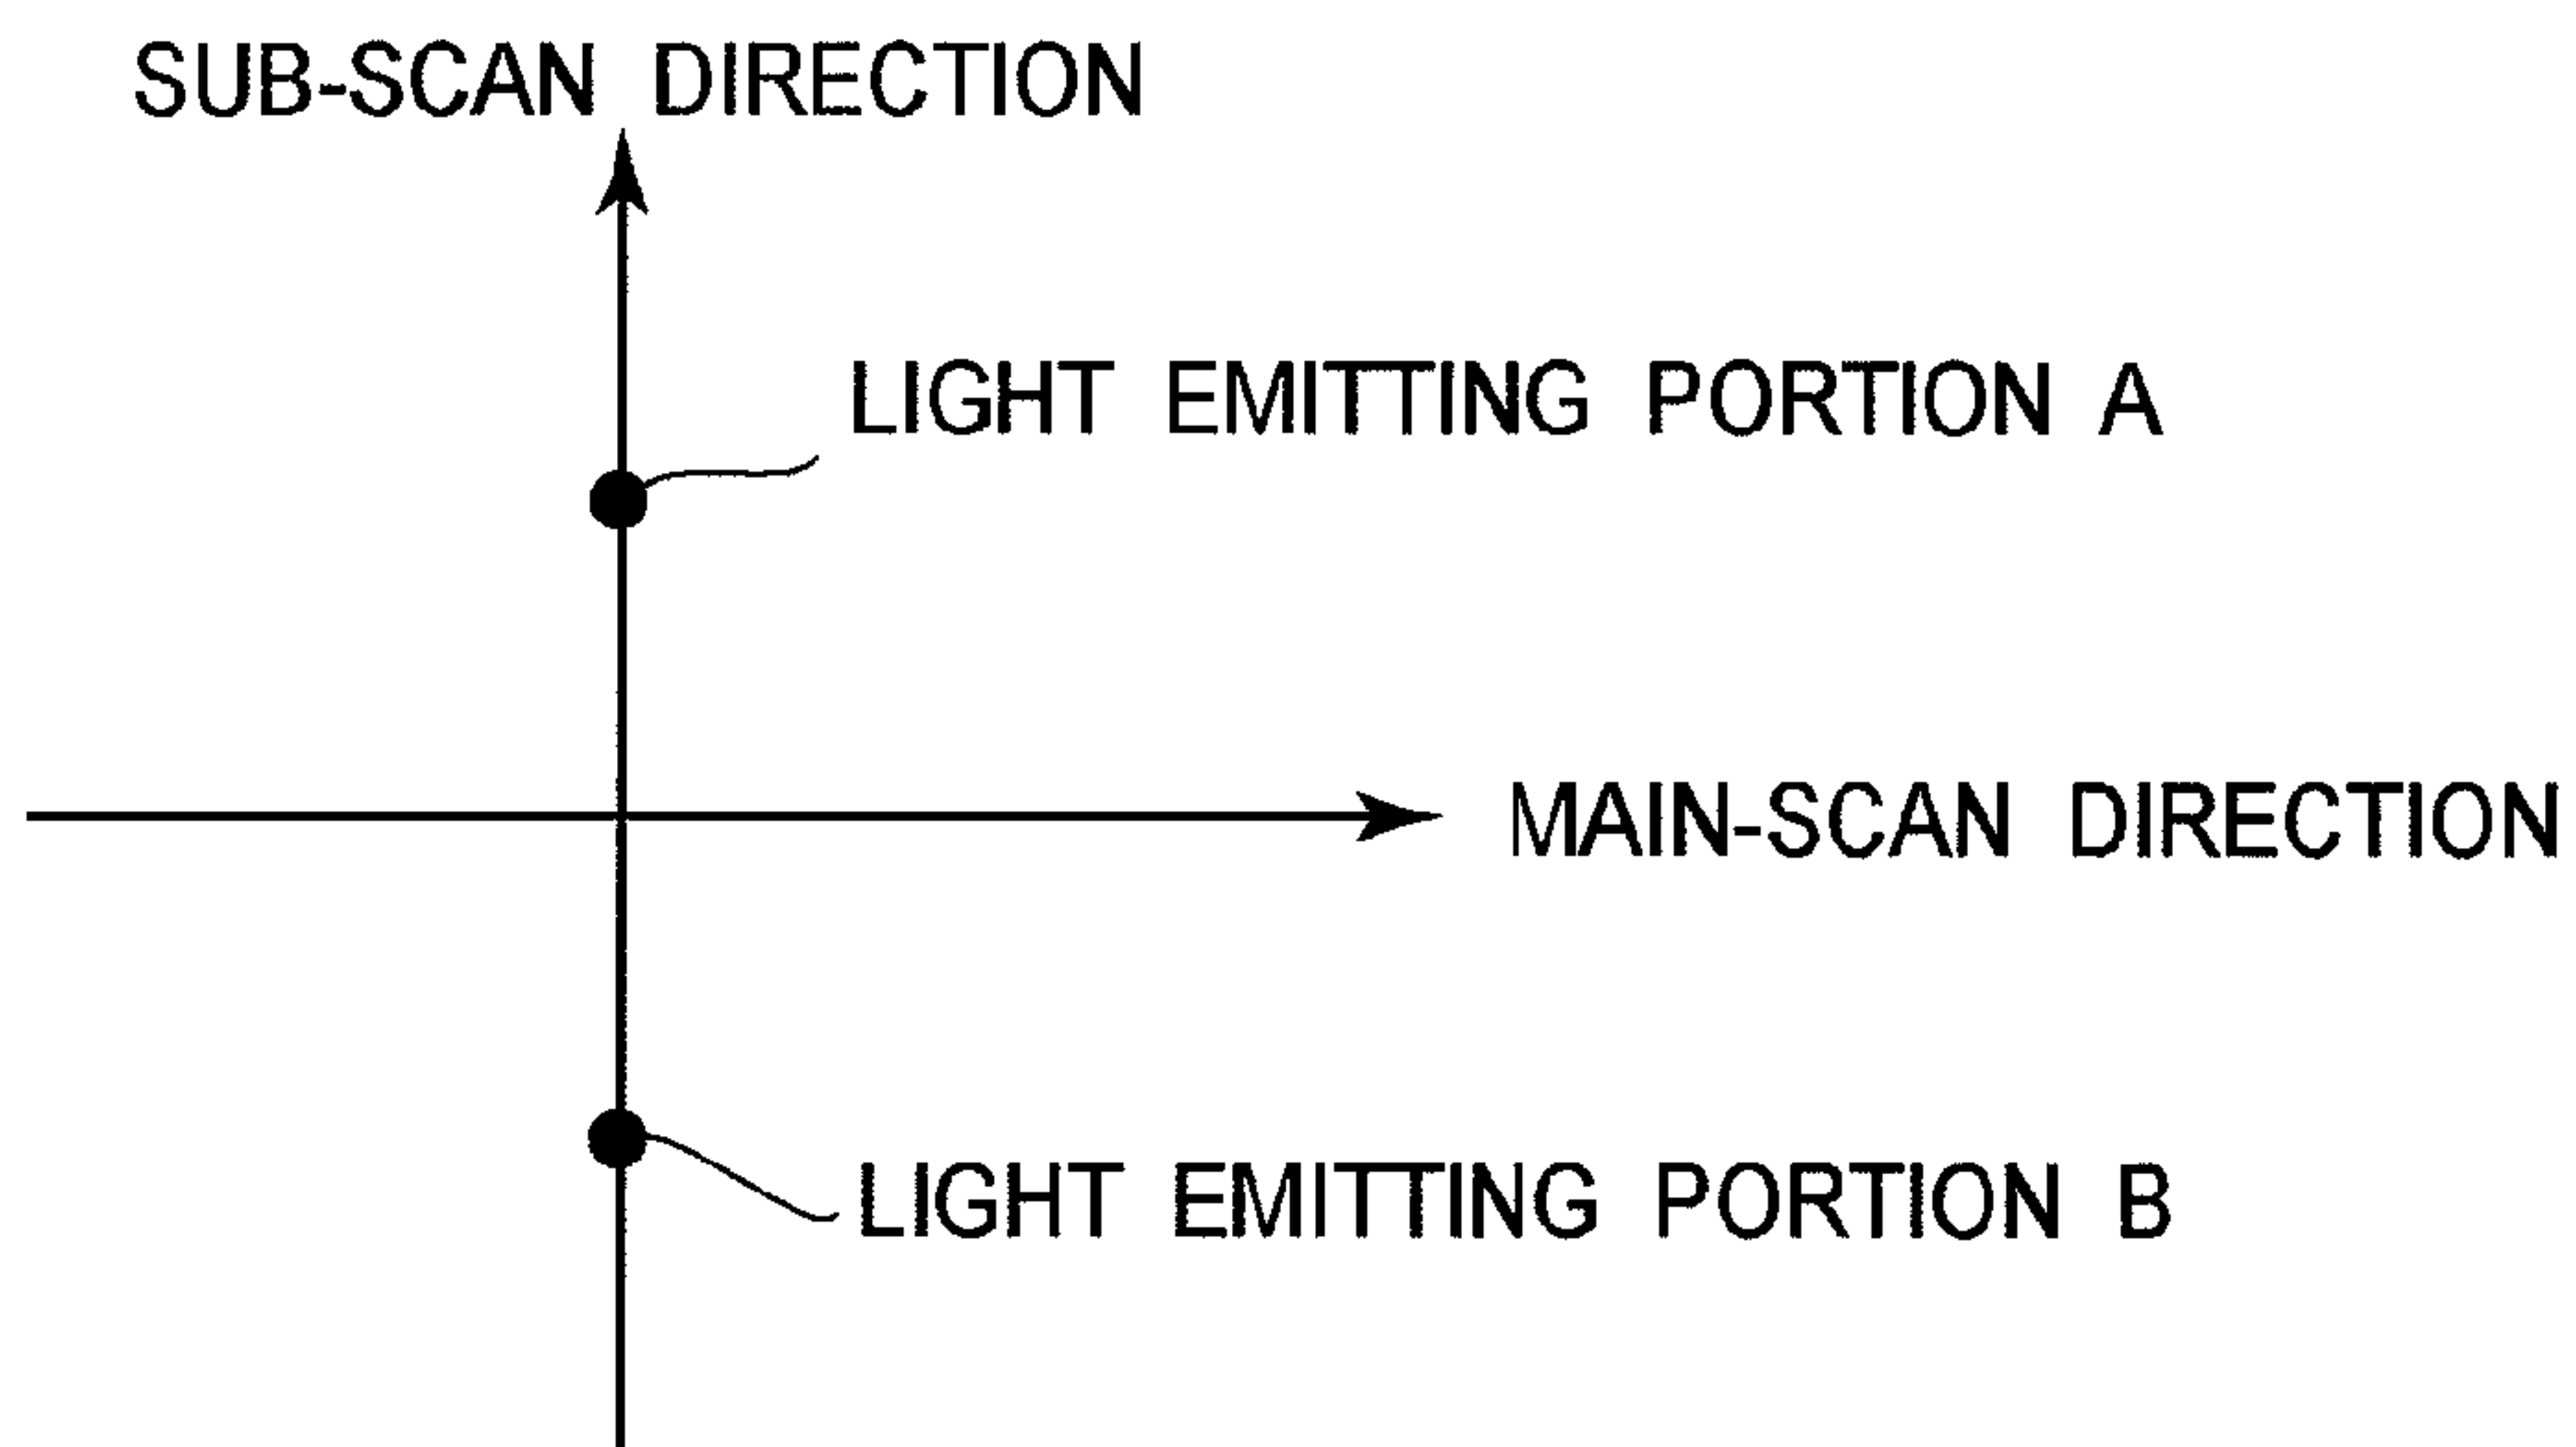 SUB-SCAN DIRECTION
LIGHT EMITTING PORTION A
MAIN-SCAN DIRECTION
LIGHT EMITTING PORTION B